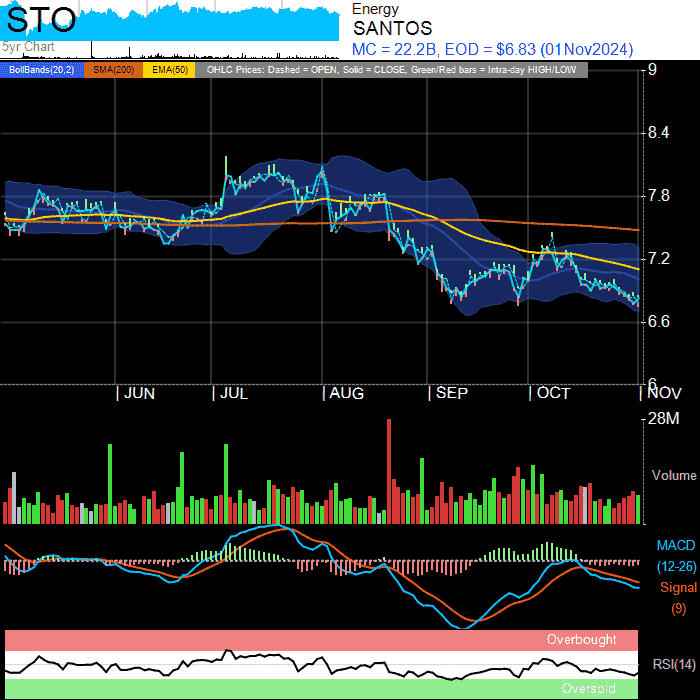 STO
5yr Chart
Energy
SANTOS
MC = 22.2B, EOD = $6.83 (01Nov2024)
BollBands(20,2) SMA(200) EMA(50) OHLC Prices: Dashed = OPEN, Solid = CLOSE, Green/Red bars = Intra-day HIGH/LOW
9
8.4
7.8
7.2
6.6
6
JUN JUL AUG SEP OCT NOV
28M
Volume
MACD
(12-26)
Signal
(9)
Overbought
RSI(14)
Oversold